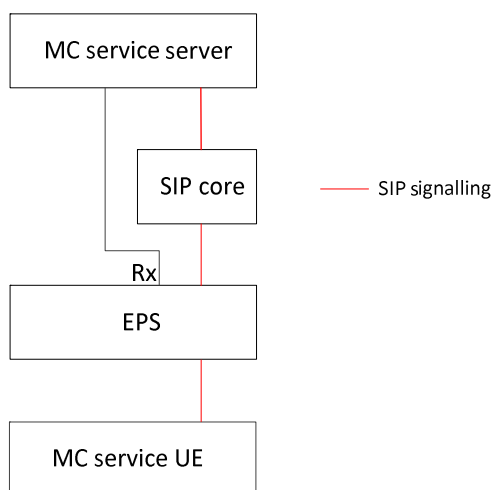 MC service server
SIP core
SIP signalling
Rx
EPS
MC service UE